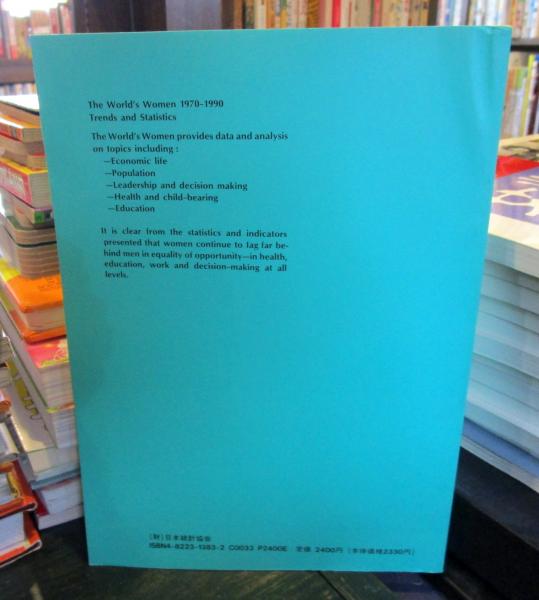 The World's Women 1970–1990
Trends and Statistics
The World's Women provides data and analysis
on topics including :
—Economic life
—Population
—Leadership and decision making
—Health and child–bearing
—Education
It is clear from the statistics and indicators
presented that women continue to lag far be-
hind men in equality of opportunity—in health,
education, work and decision–making at all
levels.
(財)日本統計協会
ISBN4-8223-1383-2 C0033 P2400E 定価 2400円 (本体価格2330円)